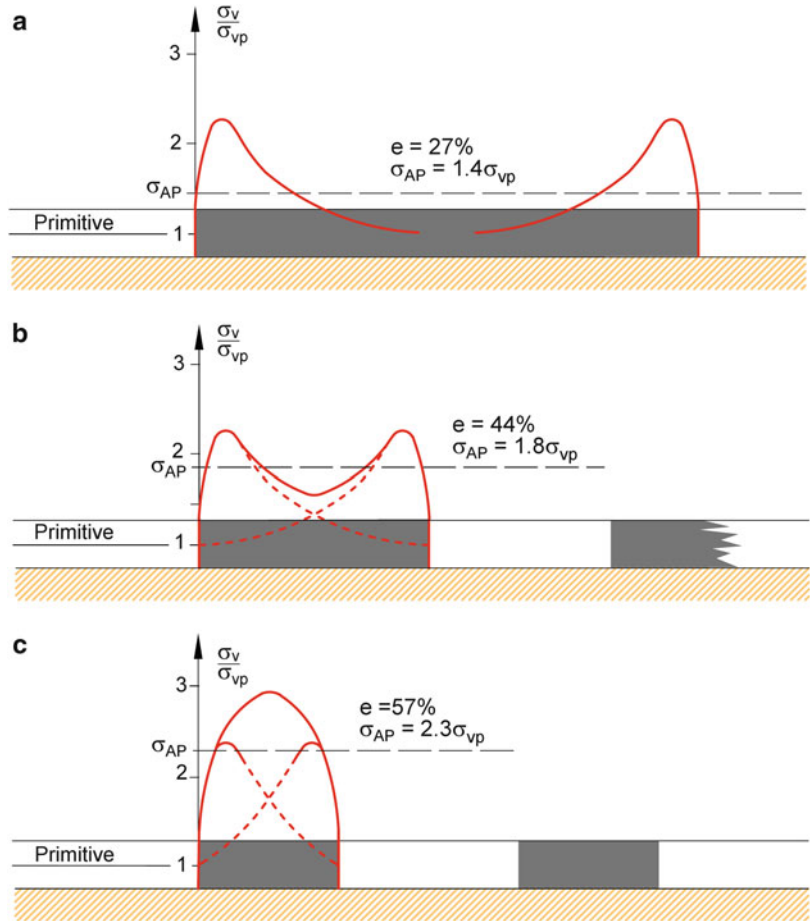 a
σv
σvp
3
2
e = 27%
σAP = 1.4σvp
σAP
Primitive
1
b
σv
σvp
3
e = 44%
σAP = 1.8σvp
2
σAP
Primitive
1
c
σv
σvp
3
e =57%
σAP = 2.3σvp
σAP
2
Primitive
1